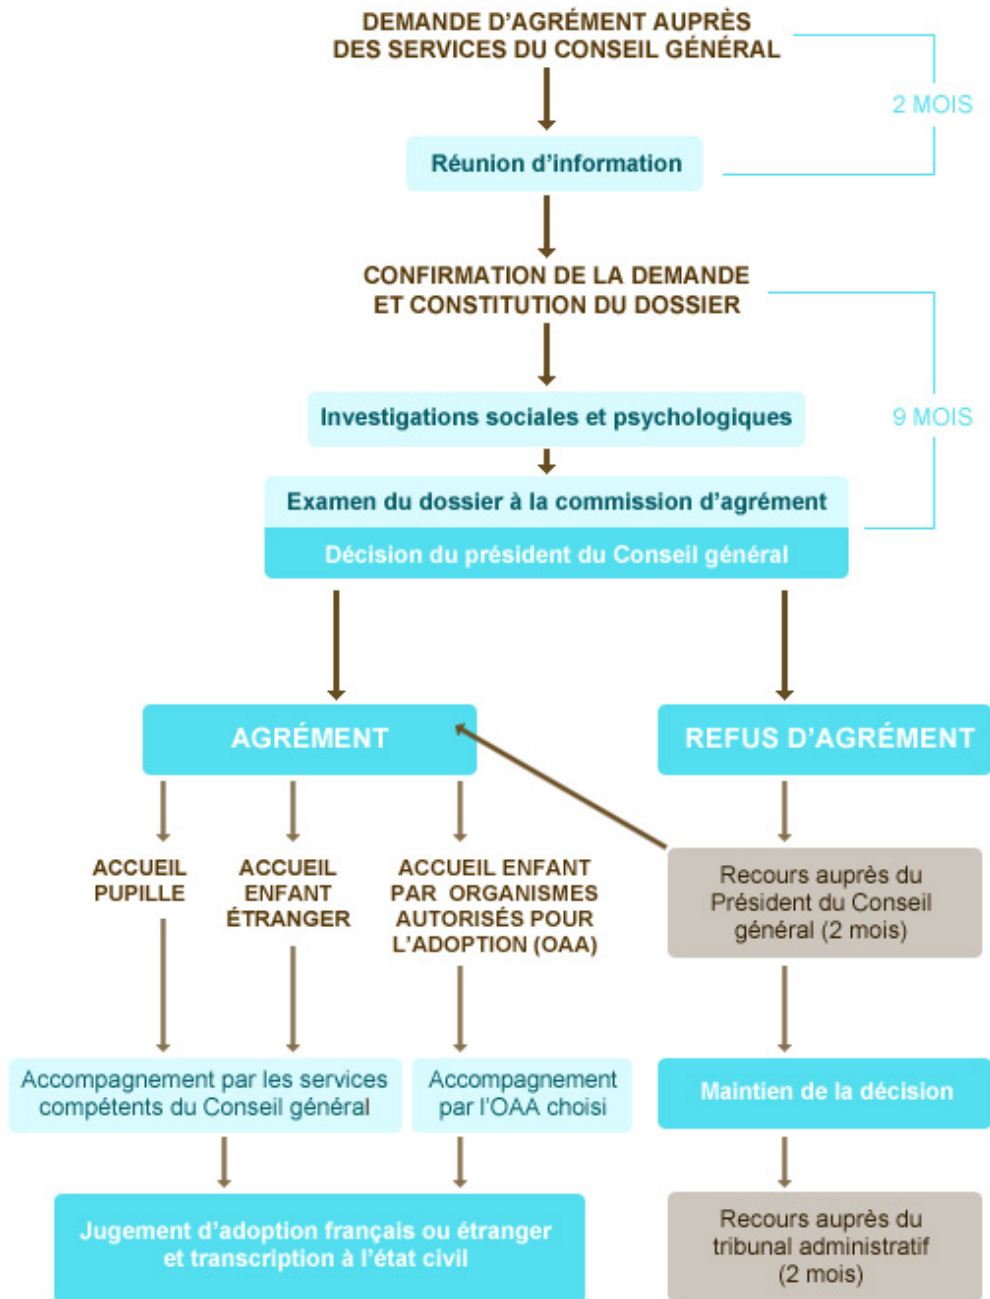 DEMANDE D'AGRÉMENT AUPRÈS
DES SERVICES DU CONSEIL GÉNÉRAL
2 MOIS
Réunion d'information
CONFIRMATION DE LA DEMANDE
ET CONSTITUTION DU DOSSIER
Investigations sociales et psychologiques
9 MOIS
Examen du dossier à la commission d'agrément
Décision du président du Conseil général
AGRÉMENT
REFUS D'AGRÉMENT
ACCUEIL
PUPILLE
ACCUEIL
ENFANT
ÉTRANGER
ACCUEIL ENFANT
PAR ORGANISMES
AUTORISÉS POUR
L'ADOPTION (OAA)
Recours auprès du
Président du Conseil
général (2 mois)
Accompagnement par les services
compétents du Conseil général
Accompagnement
par l'OAA choisi
Maintien de la décision
Jugement d'adoption français ou étranger
et transcription à l'état civil
Recours auprès du
tribunal administratif
(2 mois)